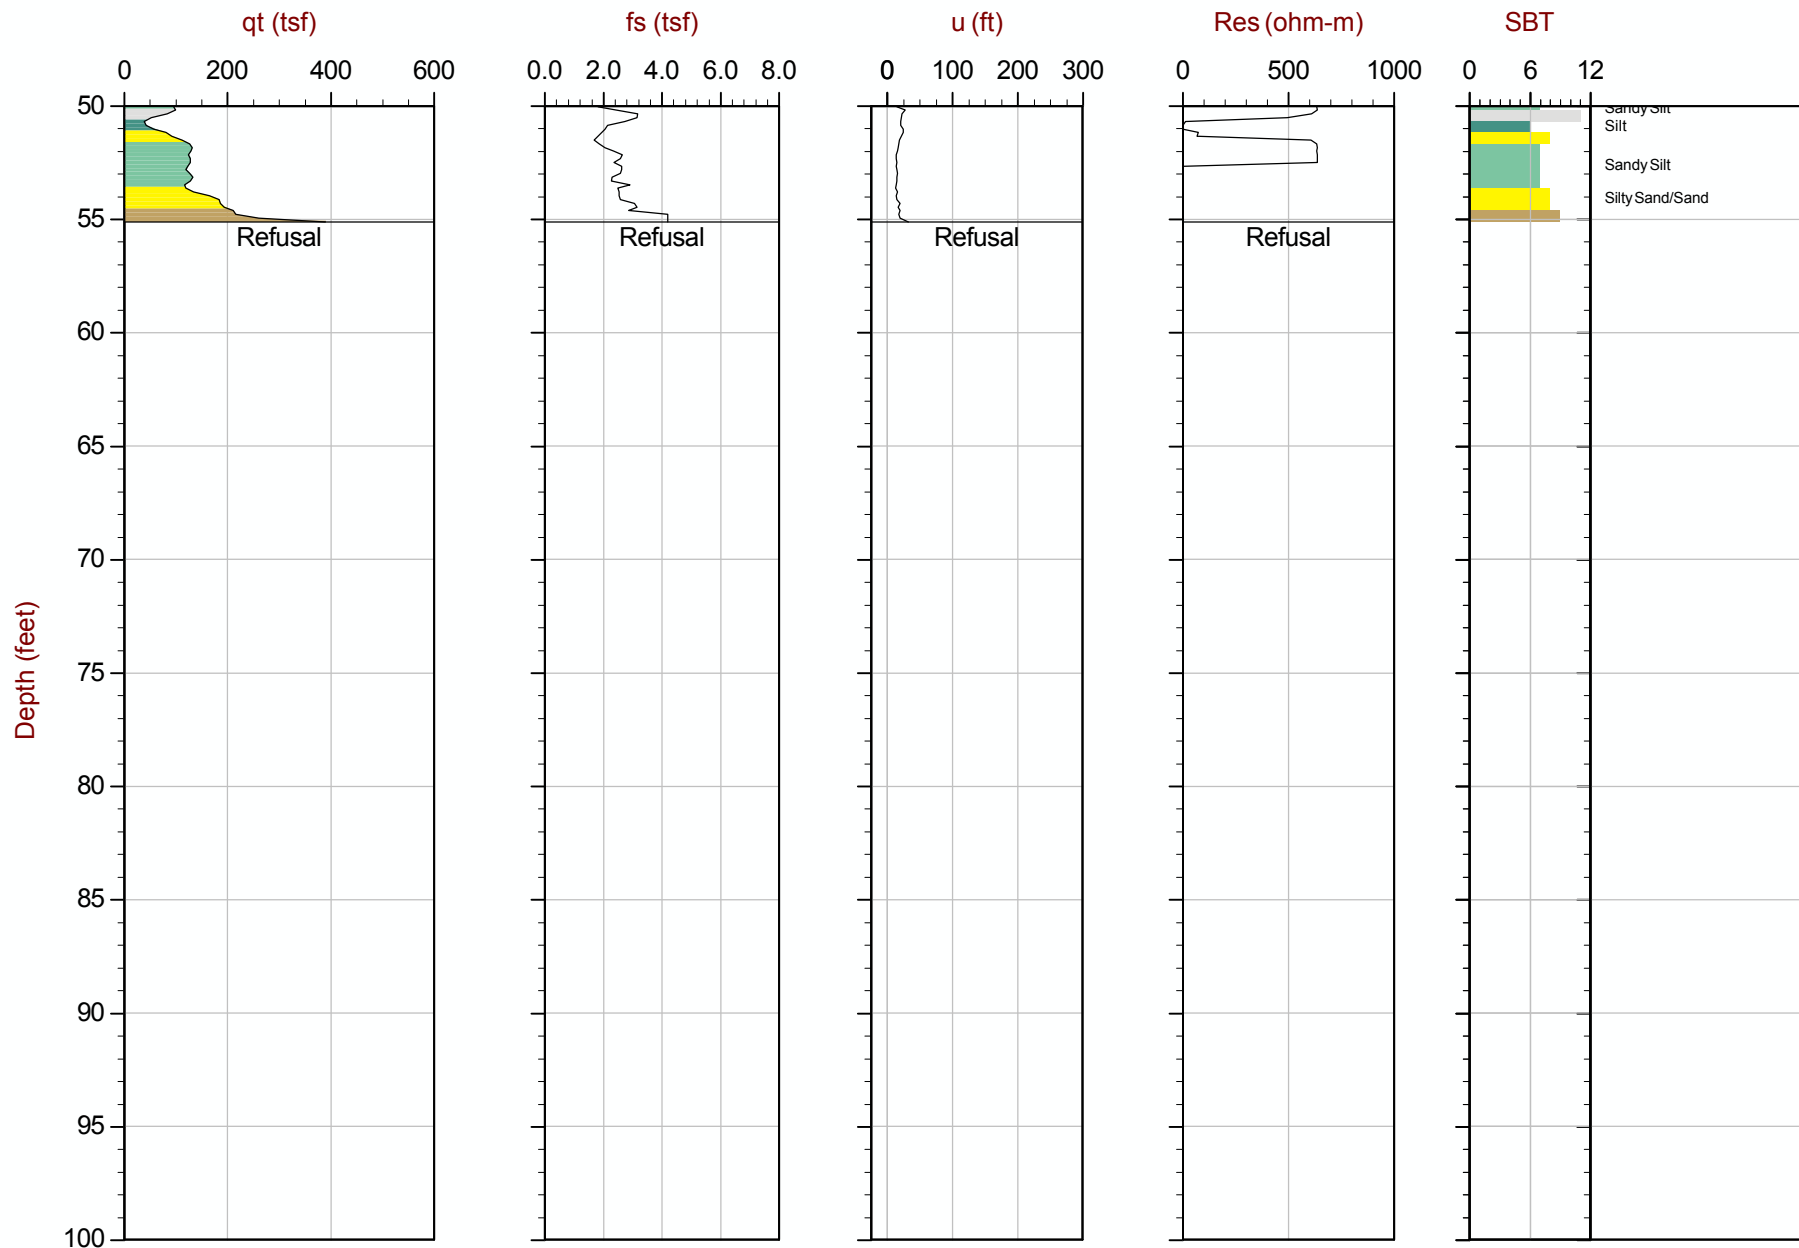 qt (tsf) fs (tsf) u (ft) Res (ohm-m) SBT
0 200 400 600 0.0 2.0 4.0 6.0 8.0 0 100 200 300 0 500 1000 0 6 12
50
Sandy Silt
Silt
Sandy Silt
Silty Sand/Sand
55
Refusal Refusal Refusal Refusal
60
65
70
Depth (feet)
75
80
85
90
95
100